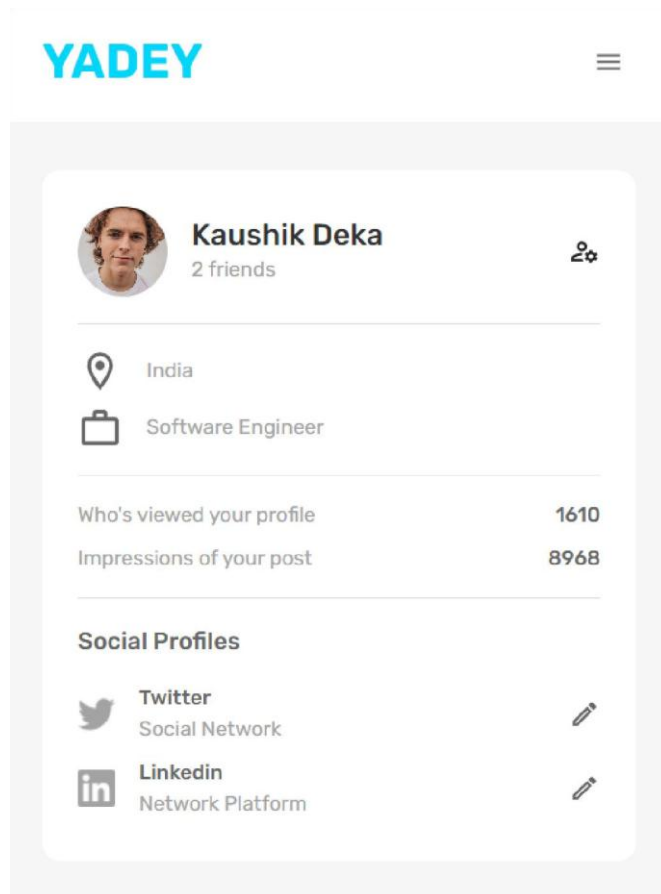 YADEY
Kaushik Deka
2 friends
India
Software Engineer
Who's viewed your profile 1610
Impressions of your post 8968
Social Profiles
Twitter
Social Network
in
Linkedin
Network Platform